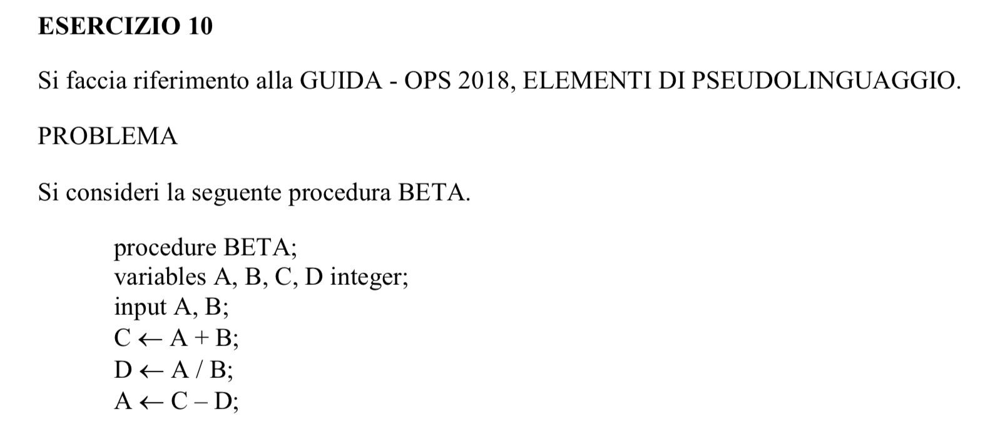 ESERCIZIO 10
Si faccia riferimento alla GUIDA - OPS 2018, ELEMENTI DI PSEUDOLINGUAGGIO.
PROBLEMA
Si consideri la seguente procedura BETA.
procedure BETA;
variables A, B, C, D integer;
input A, B;
C ← A + B;
D ← A / B;
A ← C – D;